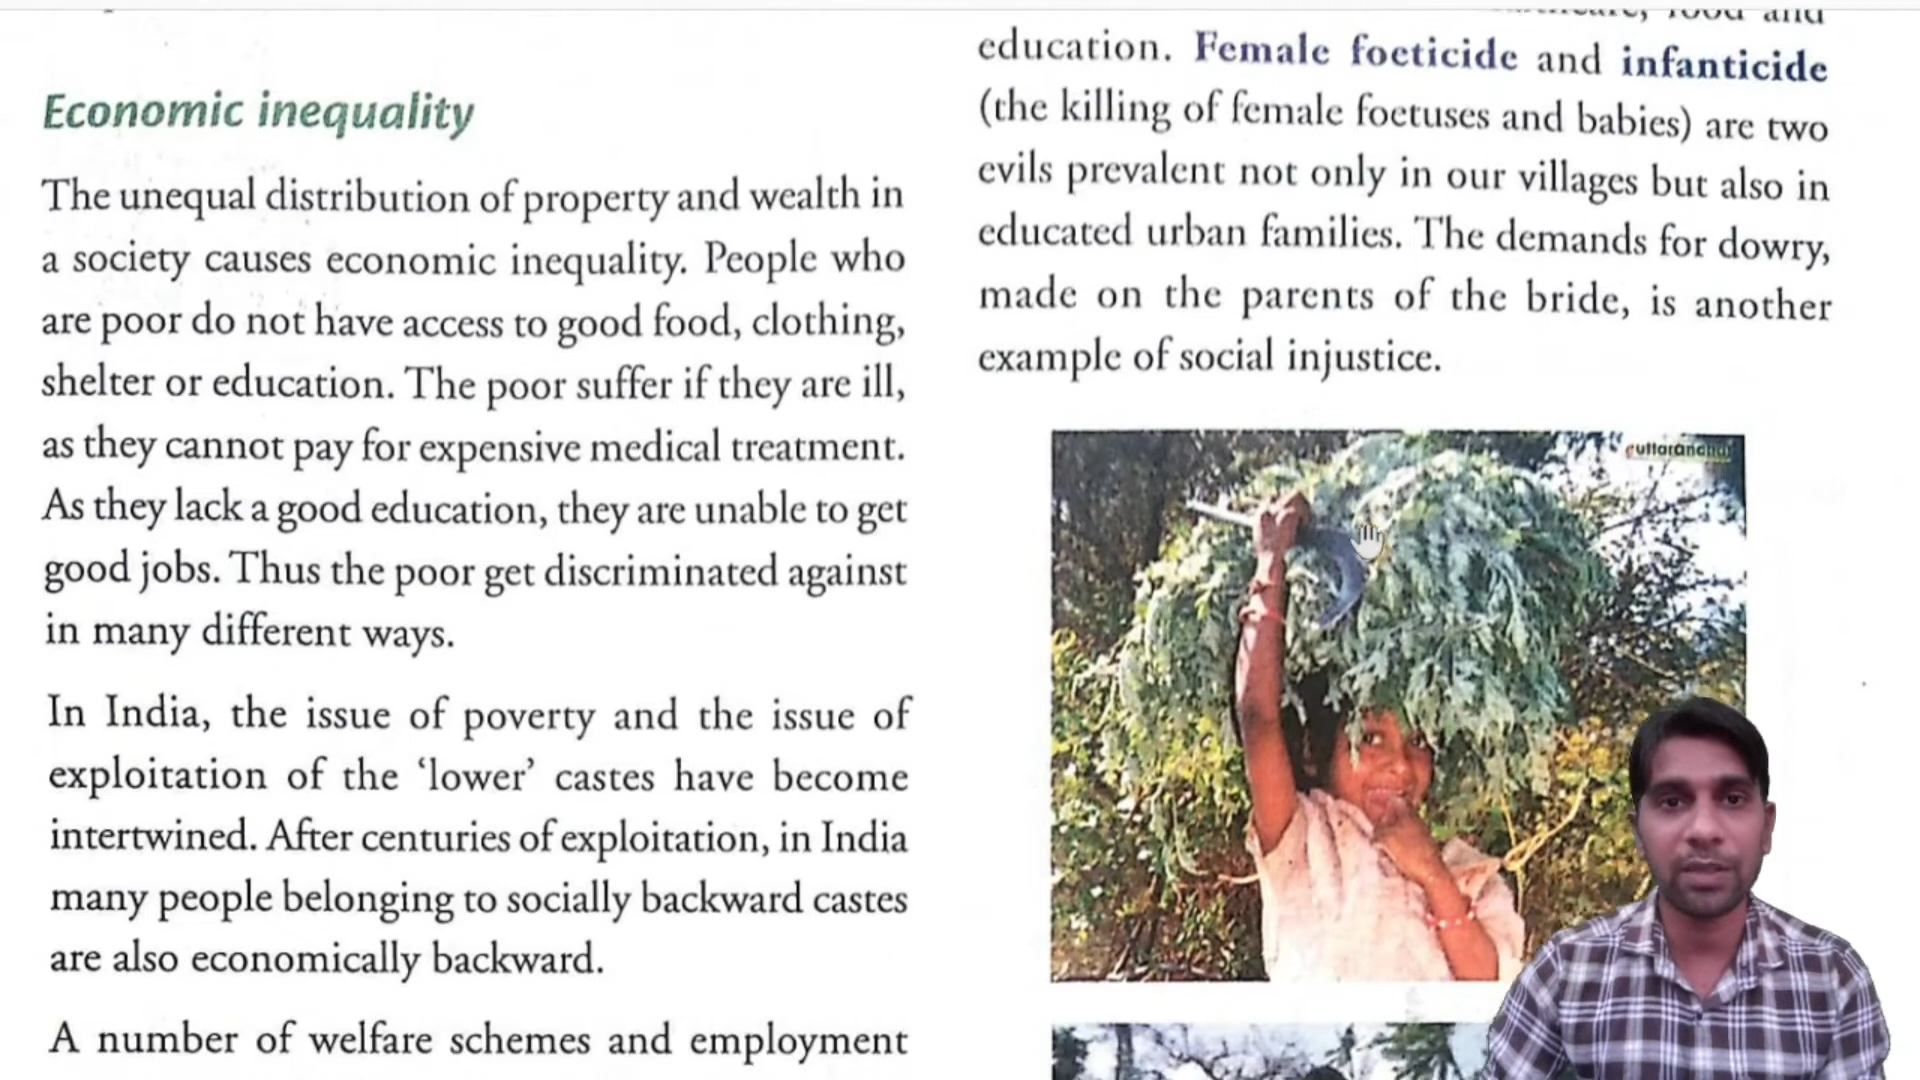 Economic inequality
The unequal distribution of property and wealth in
a society causes economic inequality. People who
are poor do not have access to good food, clothing,
shelter or education. The poor suffer if they are ill,
as they cannot pay for expensive medical treatment.
As they lack a good education, they are unable to get
good jobs. Thus the poor get discriminated against
in many different ways.
In India, the issue of poverty and the issue of
exploitation of the ‘lower’ castes have become
intertwined. After centuries of exploitation, in India
many people belonging to socially backward castes
are also economically backward.
A number of welfare schemes and employment
food and
education. Female foeticide and infanticide
(the killing of female foetuses and babies) are two
evils prevalent not only in our villages but also in
educated urban families. The demands for dowry,
made on the parents of the bride, is another
example of social injustice.